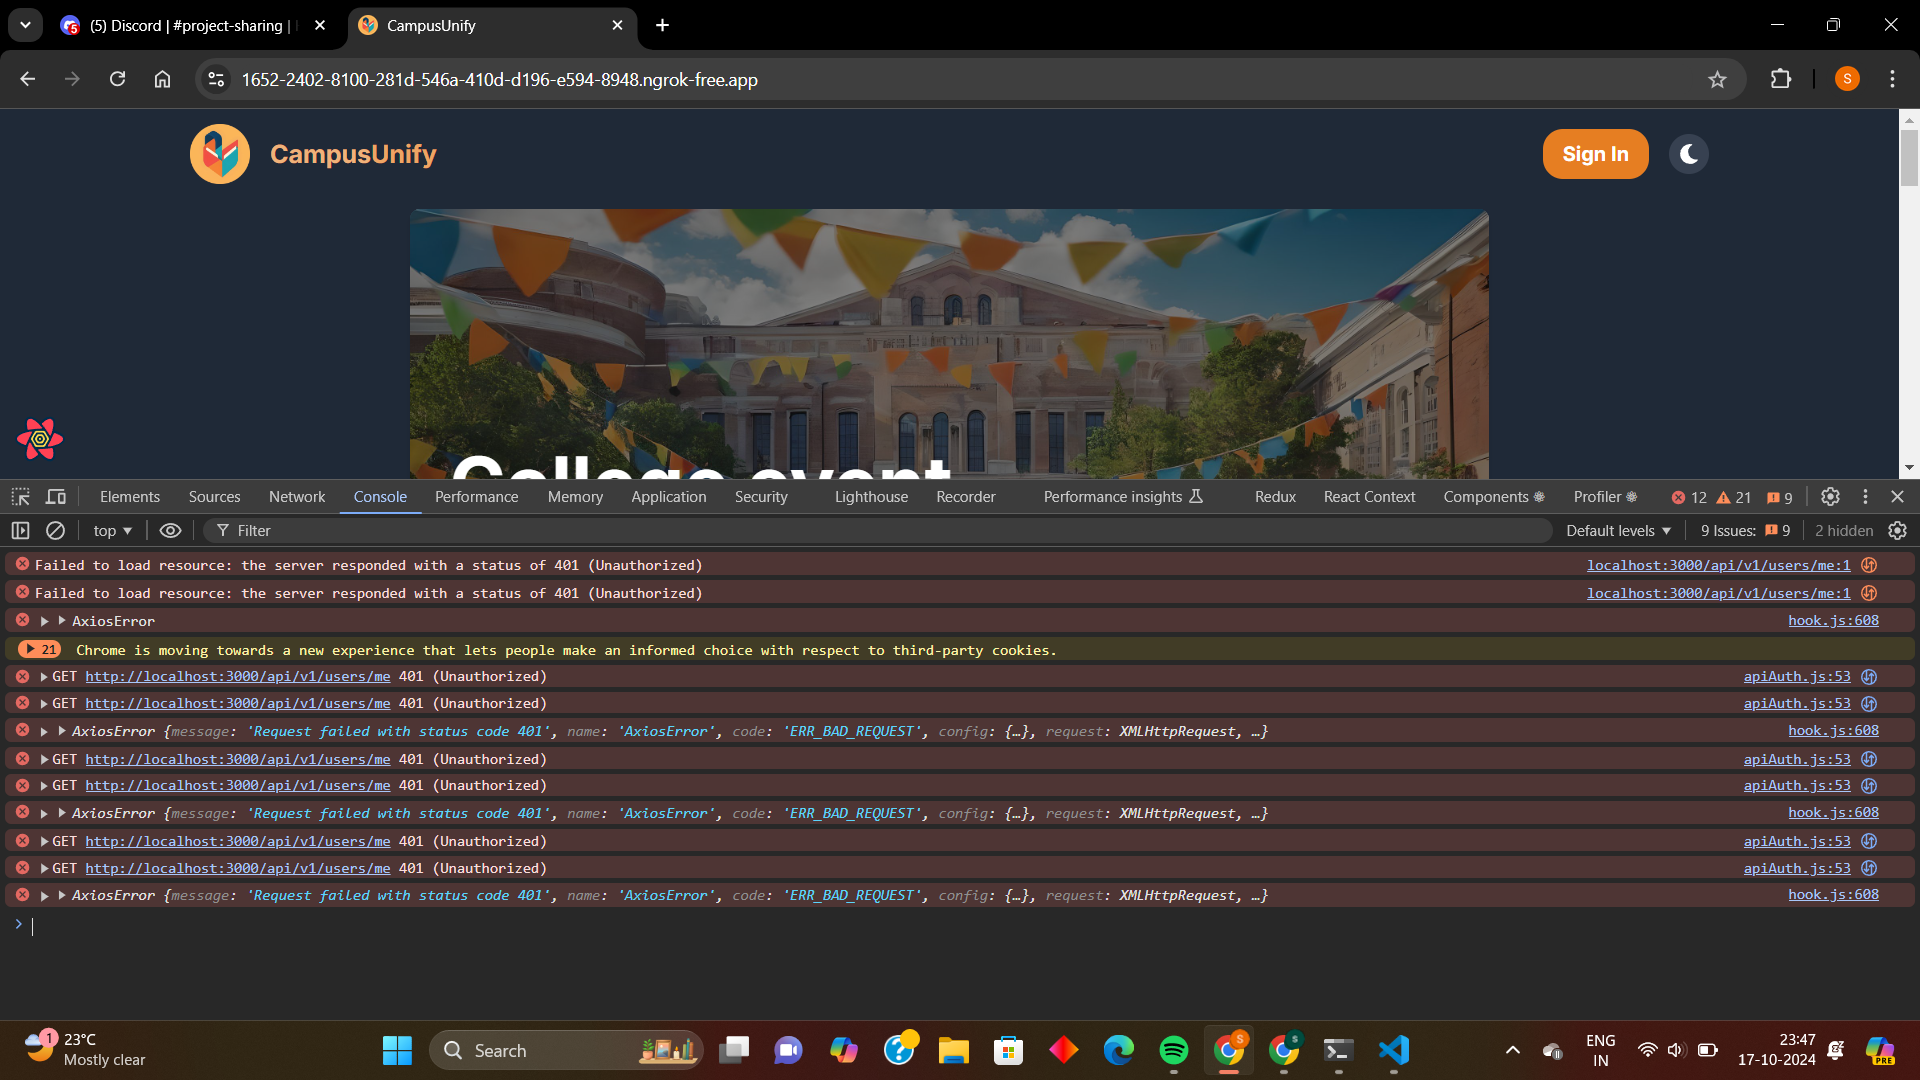 (5) Discord | #project-sharing |
CampusUnify
1652-2402-8100-281d-546a-410d-d196-e594-8948.ngrok-free.app
S
CampusUnify
Sign In
College event
Elements Sources Network Console Performance Memory Application Security Lighthouse Recorder Performance insights Redux React Context Components Profiler 12 21 9
top Filter Default levels 9 Issues: 9 2 hidden
Failed to load resource: the server responded with a status of 401 (Unauthorized) localhost:3000/api/v1/users/me:1
Failed to load resource: the server responded with a status of 401 (Unauthorized) localhost:3000/api/v1/users/me:1
AxiosError hook.js:608
21 Chrome is moving towards a new experience that lets people make an informed choice with respect to third-party cookies.
GET http://localhost:3000/api/v1/users/me 401 (Unauthorized) apiAuth.js:53
GET http://localhost:3000/api/v1/users/me 401 (Unauthorized) apiAuth.js:53
AxiosError {message: 'Request failed with status code 401', name: 'AxiosError', code: 'ERR_BAD_REQUEST', config: {…}, request: XMLHttpRequest, …} hook.js:608
GET http://localhost:3000/api/v1/users/me 401 (Unauthorized) apiAuth.js:53
GET http://localhost:3000/api/v1/users/me 401 (Unauthorized) apiAuth.js:53
AxiosError {message: 'Request failed with status code 401', name: 'AxiosError', code: 'ERR_BAD_REQUEST', config: {…}, request: XMLHttpRequest, …} hook.js:608
GET http://localhost:3000/api/v1/users/me 401 (Unauthorized) apiAuth.js:53
GET http://localhost:3000/api/v1/users/me 401 (Unauthorized) apiAuth.js:53
AxiosError {message: 'Request failed with status code 401', name: 'AxiosError', code: 'ERR_BAD_REQUEST', config: {…}, request: XMLHttpRequest, …} hook.js:608
1
23°C
Mostly clear
Search
S
S
ENG
IN
23:47
17-10-2024
PRE